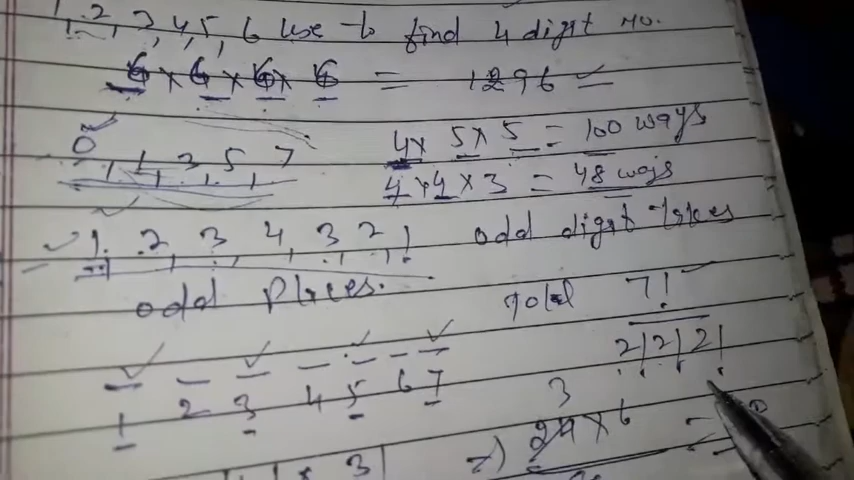 1, 2, 3, 4, 5, 6 use to find 4 digit no.
6 × 6 × 6 × 6 = 1296
0, 1, 3, 5, 7 4 × 5 × 5 = 100 ways
4 × 4 × 3 = 48 ways
1, 2, 3, 4, 3, 2, 1 odd digit takes
odd places. Total 7!
2! 2! 2!
1 2 3 4 5 6 7
3
=) 24 × 6 =